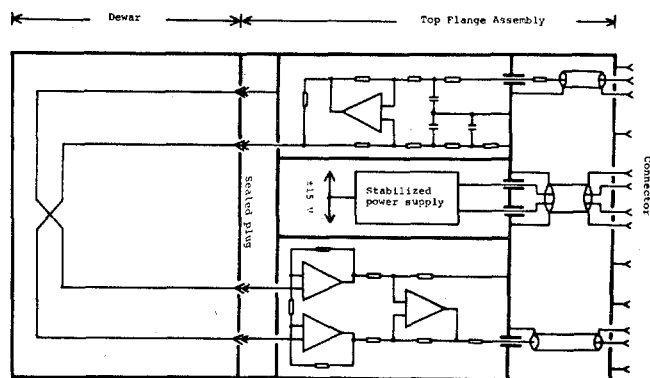 Dewar
Top Flange Assembly
Connector
Sealed plug
±15 V
Stabilized
power supply